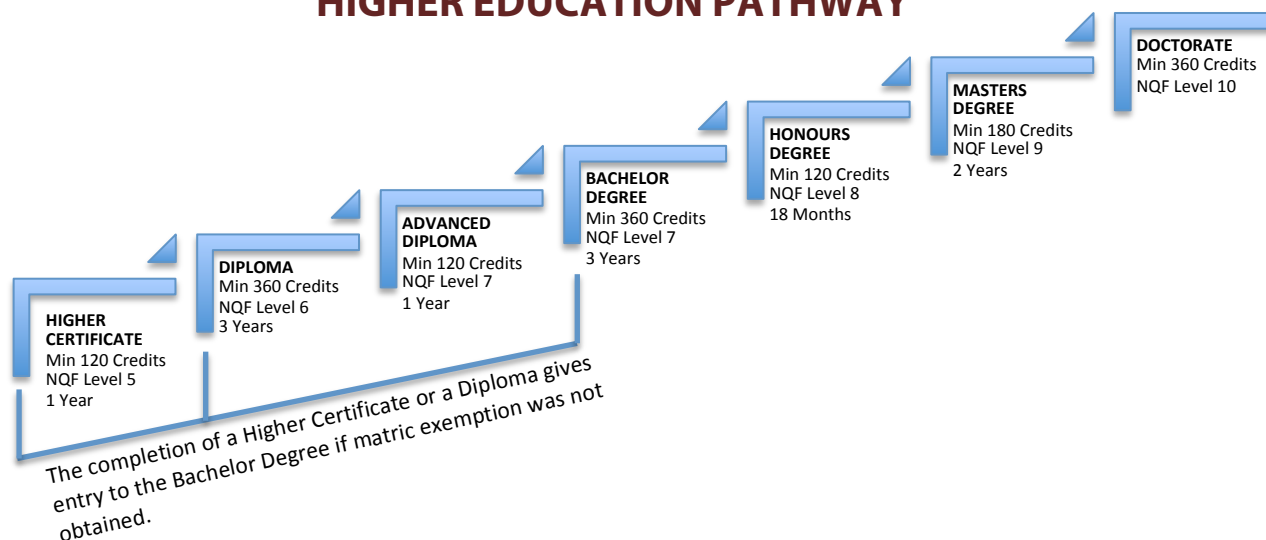 HIGHER EDUCATION PATHWAY
HIGHER
CERTIFICATE
Min 120 Credits
NQF Level 5
1 Year
DIPLOMA
Min 360 Credits
NQF Level 6
3 Years
ADVANCED
DIPLOMA
Min 120 Credits
NQF Level 7
1 Year
BACHELOR
DEGREE
Min 360 Credits
NQF Level 7
3 Years
HONOURS
DEGREE
Min 120 Credits
NQF Level 8
18 Months
MASTERS
DEGREE
Min 180 Credits
NQF Level 9
2 Years
DOCTORATE
Min 360 Credits
NQF Level 10
The completion of a Higher Certificate or a Diploma gives
entry to the Bachelor Degree if matric exemption was not
obtained.